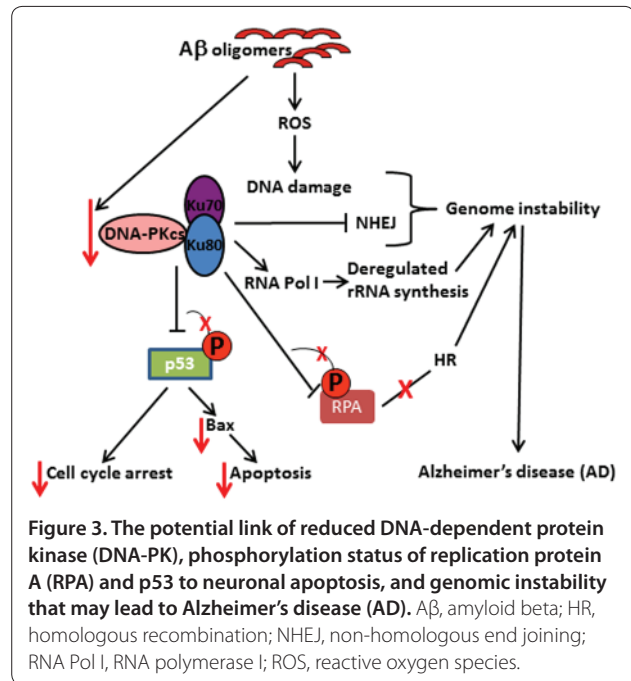 Aβ oligomers
ROS
DNA damage
Ku70
DNA-PKcs
Ku80
NHEJ
Genome instability
RNA Pol I
Deregulated
rRNA synthesis
X
P
p53
X
P
RPA
X
HR
Bax
Cell cycle arrest
Apoptosis
Alzheimer's disease (AD)
Figure 3. The potential link of reduced DNA-dependent protein
kinase (DNA-PK), phosphorylation status of replication protein
A (RPA) and p53 to neuronal apoptosis, and genomic instability
that may lead to Alzheimer's disease (AD). Aβ, amyloid beta; HR,
homologous recombination; NHEJ, non-homologous end joining;
RNA Pol I, RNA polymerase I; ROS, reactive oxygen species.